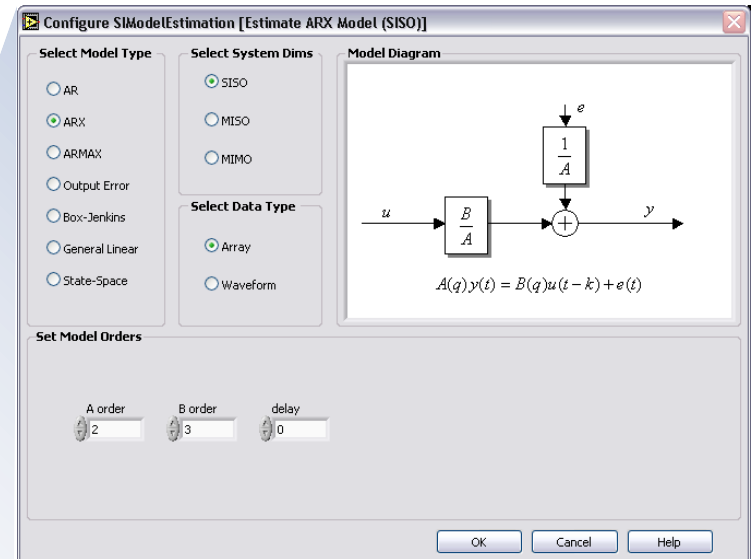 Configure SIModelEstimation [Estimate ARX Model (SISO)]
Select Model Type
AR
ARX
ARMAX
Output Error
Box-Jenkins
General Linear
State-Space
Select System Dims
SISO
MISO
MIMO
Select Data Type
Array
Waveform
Model Diagram
e
1
A
u
B
A
+
y
A(q)y(t) = B(q)u(t − k) + e(t)
Set Model Orders
A order
2
B order
3
delay
0
OK
Cancel
Help